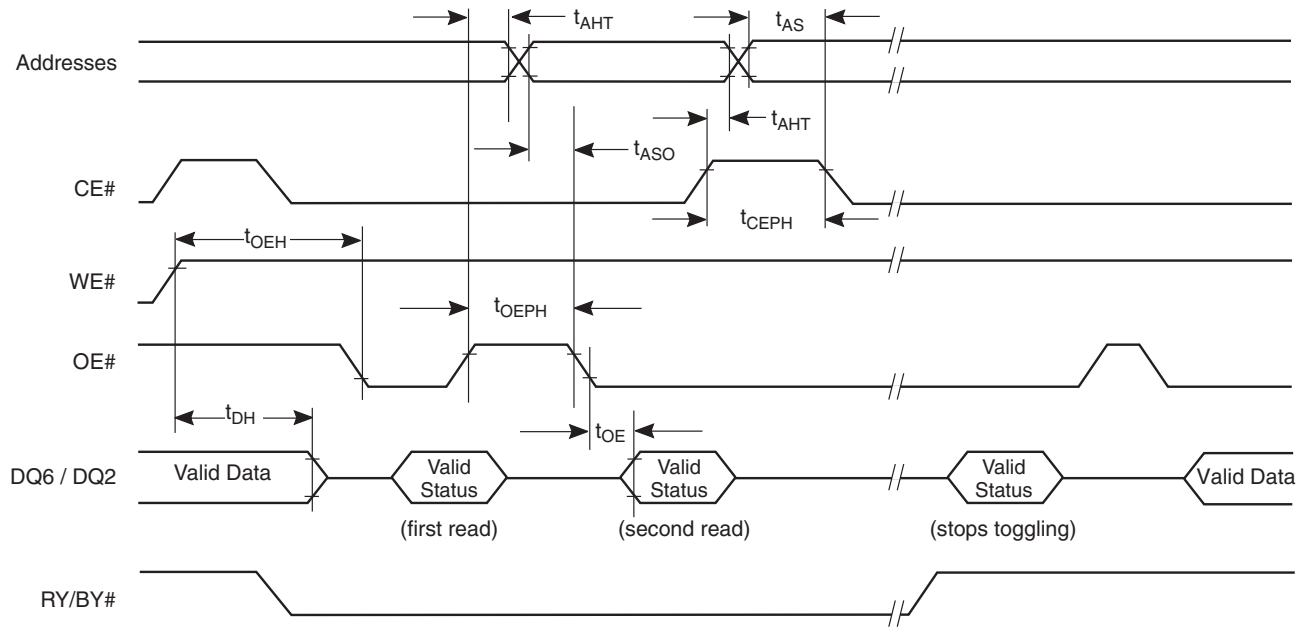 tAHT
tAS
Addresses
tAHT
tASO
CE#
tCEPH
tOEH
WE#
tOEPH
OE#
tDH
tOE
DQ6 / DQ2
Valid Data
Valid
Status
Valid
Status
Valid
Status
Valid Data
(first read)
(second read)
(stops toggling)
RY/BY#